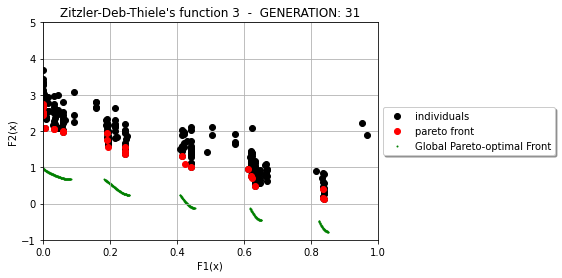 Zitzler-Deb-Thiele's function 3 - GENERATION: 31
5
4
3
2
1
0
−1
F2(x)
0.0 0.2 0.4 0.6 0.8 1.0
F1(x)
individuals
pareto front
Global Pareto-optimal Front